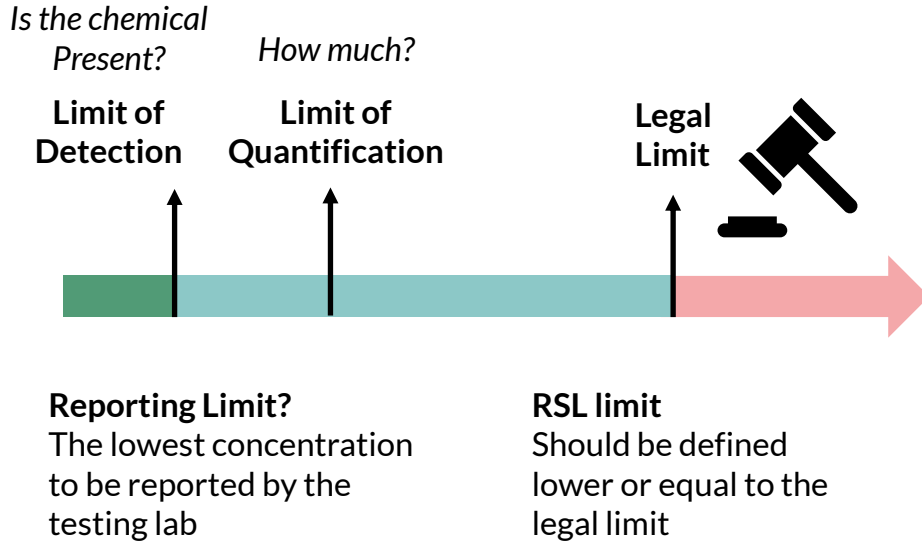 Is the chemical
Present?
How much?
Limit of
Detection
Limit of
Quantification
Legal
Limit
Reporting Limit?
The lowest concentration
to be reported by the
testing lab
RSL limit
Should be defined
lower or equal to the
legal limit